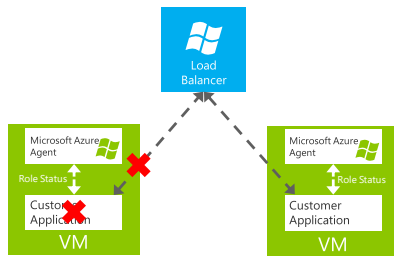 Load
Balancer
Microsoft Azure
Agent
Role Status
Customer
Application
VM
Microsoft Azure
Agent
Role Status
Customer
Application
VM